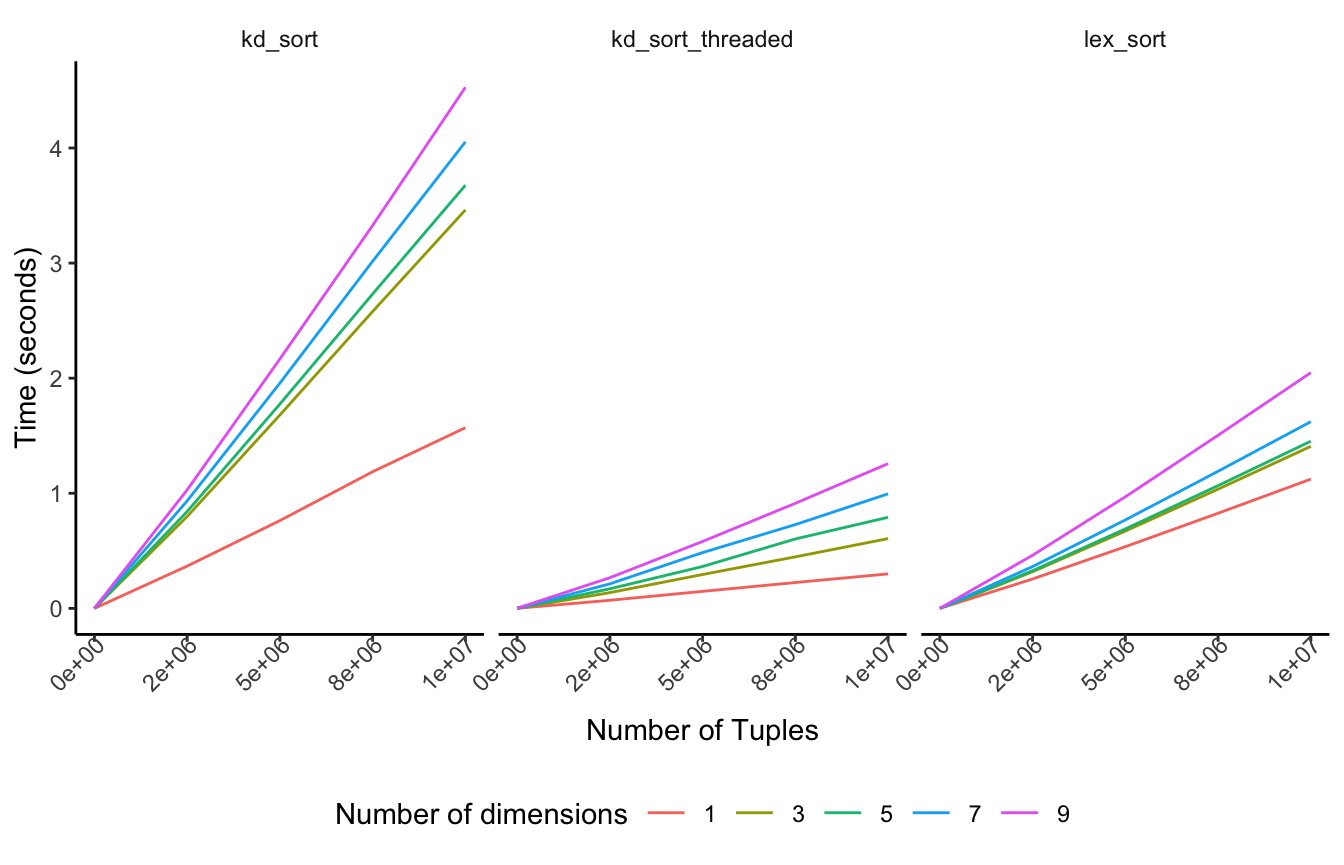 kd_sort kd_sort_threaded lex_sort
Time (seconds)
4
3
2
1
0
0e+00 2e+06 5e+06 8e+06 1e+07 0e+00 2e+06 5e+06 8e+06 1e+07 0e+00 2e+06 5e+06 8e+06 1e+07
Number of Tuples
Number of dimensions 1 3 5 7 9